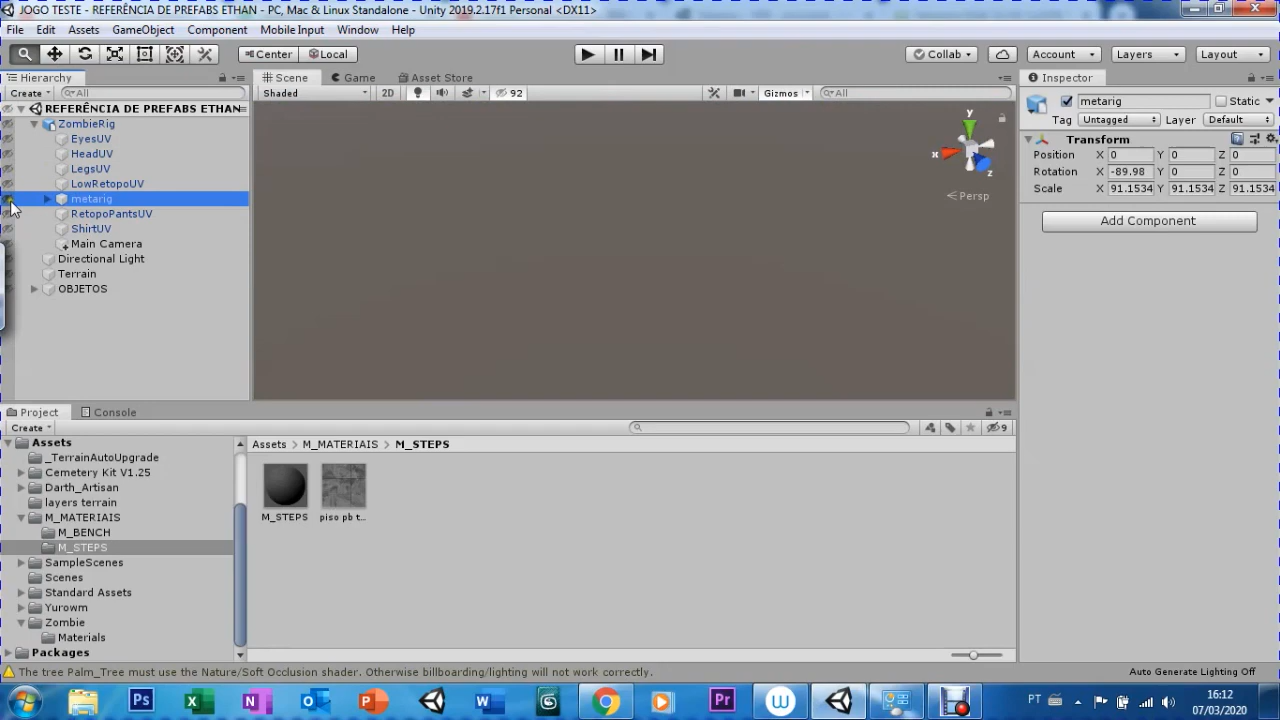 JOGO TESTE - REFERÊNCIA DE PREFABS ETHAN - PC, Mac & Linux Standalone - Unity 2019.2.17f1 Personal <DX11>
File Edit Assets GameObject Component Mobile Input Window Help
Center Local Collab Account Layers Layout
Hierarchy Scene Game Asset Store Inspector
Create All Shaded 2D 92 Gizmos All
metarig Static
REFERÊNCIA DE PREFABS ETHAN
Tag Untagged Layer Default
ZombieRig
EyesUV
HeadUV
LegsUV
LowRetopoUV
metarig
RetopoPantsUV
ShirtUV
Main Camera
Directional Light
Terrain
OBJETOS
y
x
z
Persp
Transform
Position X 0 Y 0 Z 0
Rotation X -89.98 Y 0 Z 0
Scale X 91.1534 Y 91.1534 Z 91.1534
Add Component
Project Console
Create 9
Assets
_TerrainAutoUpgrade
Cemetery Kit V1.25
Darth_Artisan
layers terrain
M_MATERIAIS
M_BENCH
M_STEPS
SampleScenes
Scenes
Standard Assets
Yurowm
Zombie
Materials
Packages
Assets > M_MATERIAIS > M_STEPS
M_STEPS piso pb t...
The tree Palm_Tree must use the Nature/Soft Occlusion shader. Otherwise billboarding/lighting will not work correctly.
Auto Generate Lighting Off
Ps Pr PT
16:12
07/03/2020